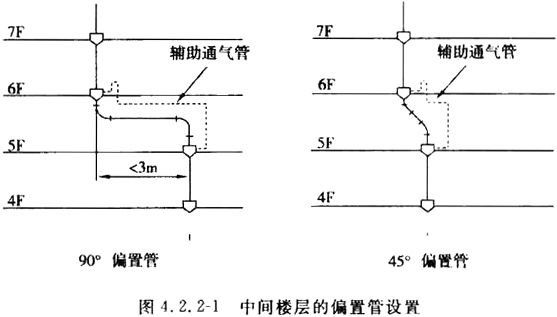 7F
辅助通气管
6F
5F
<3m
4F
90° 偏置管
7F
辅助通气管
6F
5F
4F
45° 偏置管
图 4.2.2-1 中间楼层的偏置管设置